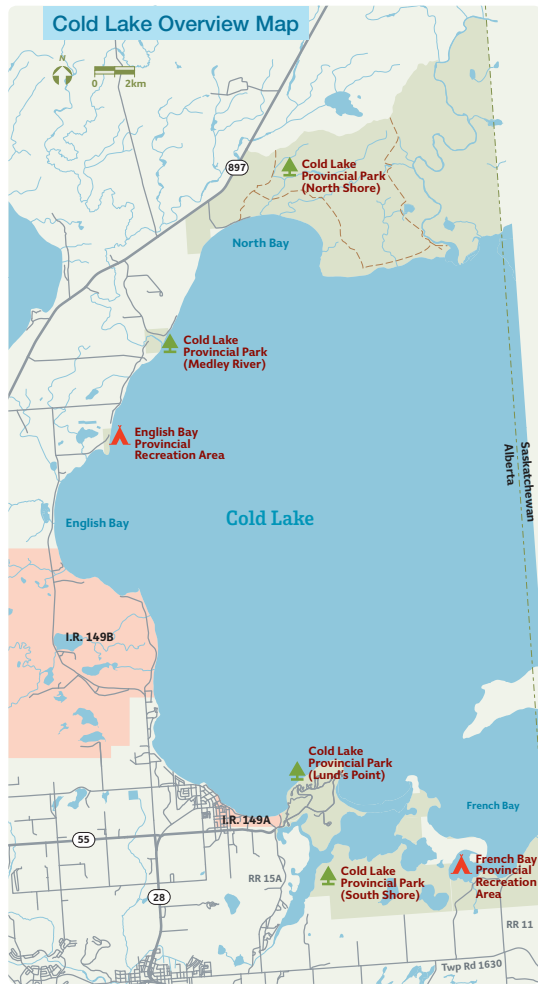 Cold Lake Overview Map
N
0 2km
897
Cold Lake
Provincial Park
(North Shore)
North Bay
Cold Lake
Provincial Park
(Medley River)
English Bay
Provincial
Recreation Area
Saskatchewan
Alberta
Cold Lake
English Bay
I.R. 149B
Cold Lake
Provincial Park
(Lund's Point)
French Bay
I.R. 149A
55
French Bay
Provincial
Recreation
Area
Cold Lake
Provincial Park
(South Shore)
RR 15A
28
RR 11
Twp Rd 1630